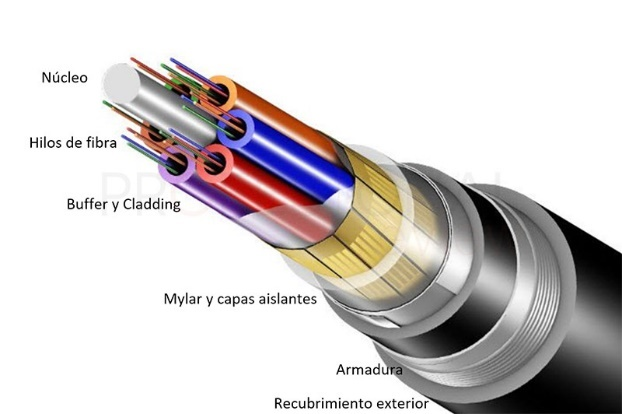 Núcleo
Hilos de fibra
Buffer y Cladding
Mylar y capas aislantes
Armadura
Recubrimiento exterior